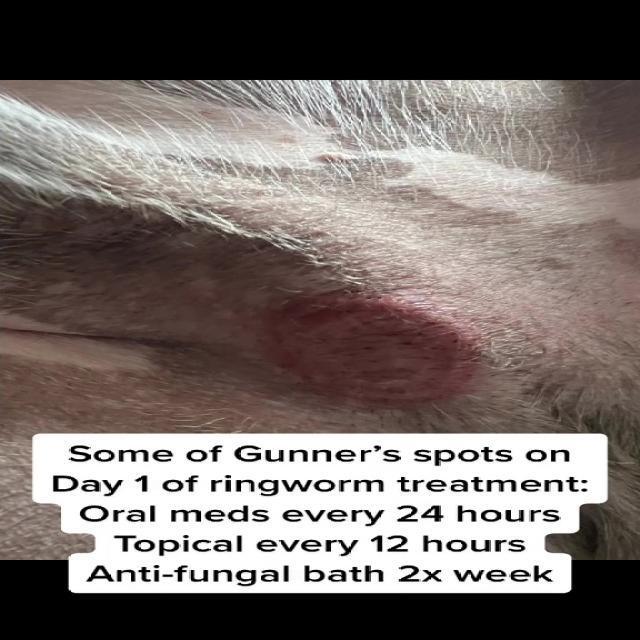 Some of Gunner’s spots on
Day 1 of ringworm treatment:
Oral meds every 24 hours
Topical every 12 hours
Anti-fungal bath 2x week